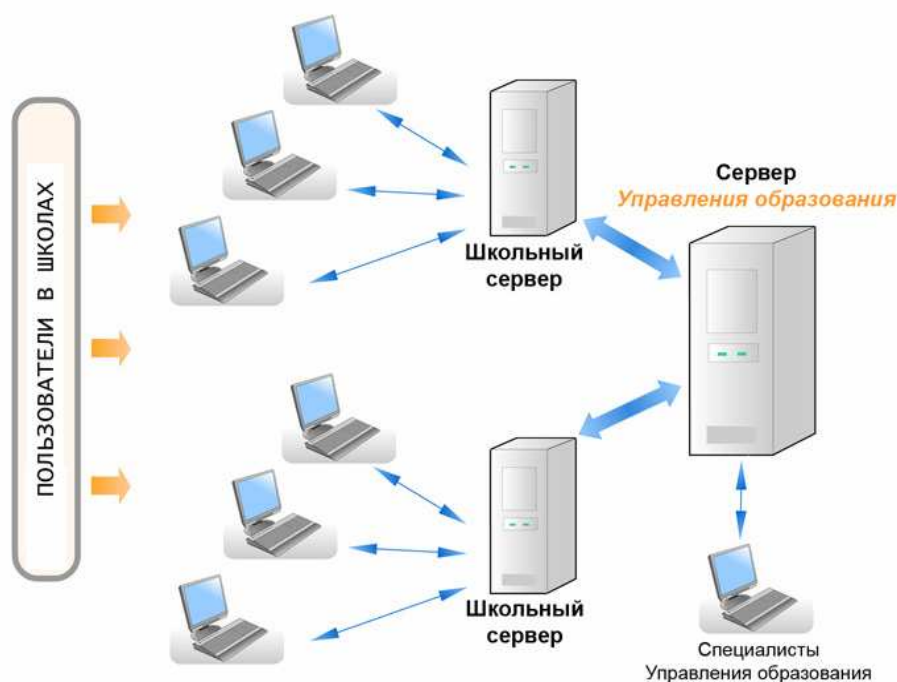 ПОЛЬЗОВАТЕЛИ В ШКОЛАХ
Школьный
сервер
Сервер
Управления образования
Школьный
сервер
Специалисты
Управления образования